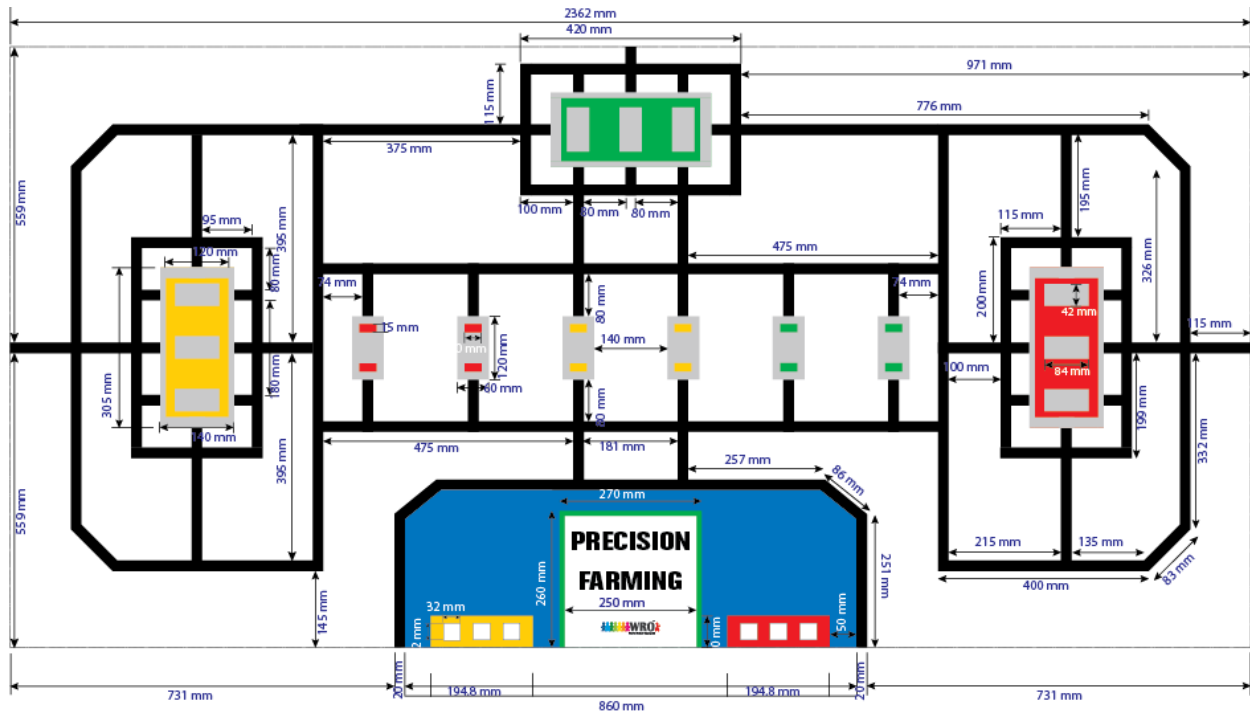 2362 mm
420 mm
971 mm
776 mm
115 mm
375 mm
559 mm
395 mm
195 mm
95 mm
100 mm
80 mm
80 mm
115 mm
326 mm
475 mm
120 mm
80 mm
74 mm
80 mm
74 mm
200 mm
42 mm
115 mm
15 mm
140 mm
120 mm
305 mm
180 mm
100 mm
84 mm
199 mm
140 mm
475 mm
181 mm
257 mm
86 mm
332 mm
559 mm
395 mm
270 mm
PRECISION
FARMING
260 mm
250 mm
251 mm
215 mm
135 mm
400 mm
83 mm
145 mm
32 mm
WRO
50 mm
731 mm
20 mm
194.8 mm
860 mm
194.8 mm
20 mm
731 mm